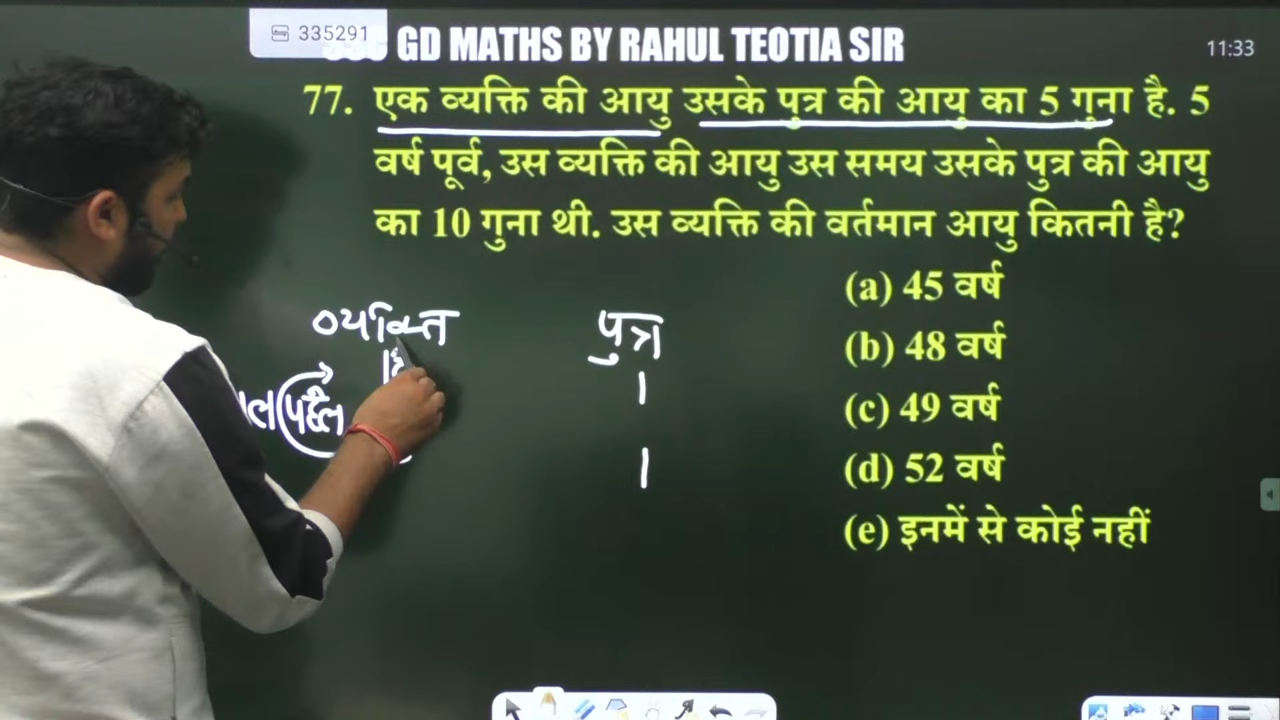 335291
GD MATHS BY RAHUL TEOTIA SIR
11:33
77. एक व्यक्ति की आयु उसके पुत्र की आयु का 5 गुना है. 5
वर्ष पूर्व, उस व्यक्ति की आयु उस समय उसके पुत्र की आयु
का 10 गुना थी. उस व्यक्ति की वर्तमान आयु कितनी है?
(a) 45 वर्ष
(b) 48 वर्ष
(c) 49 वर्ष
(d) 52 वर्ष
(e) इनमें से कोई नहीं
व्यक्ति पुत्र
1
1